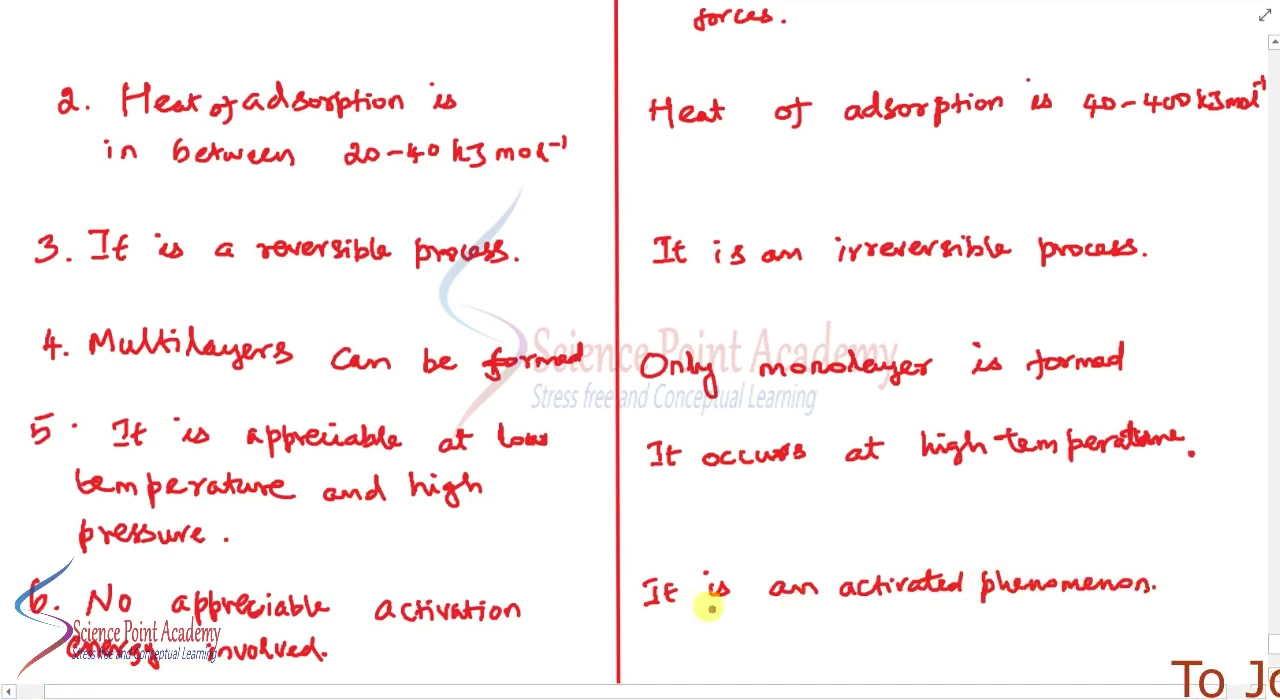 forces.
2. Heat of adsorption is
in between 20-40 kJ mol⁻¹
Heat of adsorption is 40-400 kJ mol⁻¹
3. It is a reversible process.
It is an irreversible process.
4. Multilayers can be formed
Only monolayer is formed
Science Point Academy
Stress free and Conceptual Learning
5. It is appreciable at low
temperature and high
pressure.
It occurs at high temperature.
6. No appreciable activation
energy involved.
It is an activated phenomenon.
Science Point Academy
Stress free and Conceptual Learning
To Jo